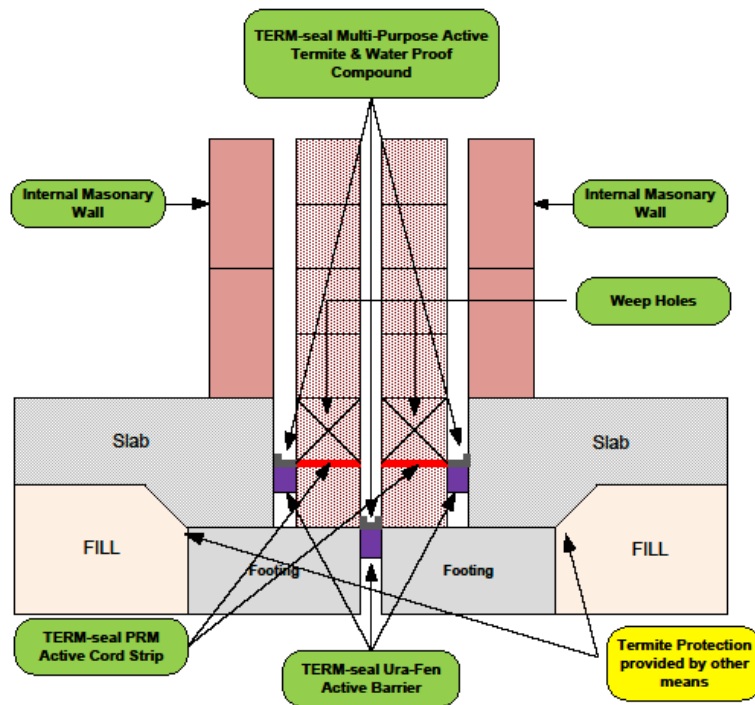 TERM-seal Multi-Purpose Active
Termite & Water Proof
Compound
Internal Masonary
Wall
Internal Masonary
Wall
Weep Holes
Slab
Slab
FILL
FILL
Footing
Footing
TERM-seal PRM
Active Cord Strip
TERM-seal Ura-Fen
Active Barrier
Termite Protection
provided by other
means